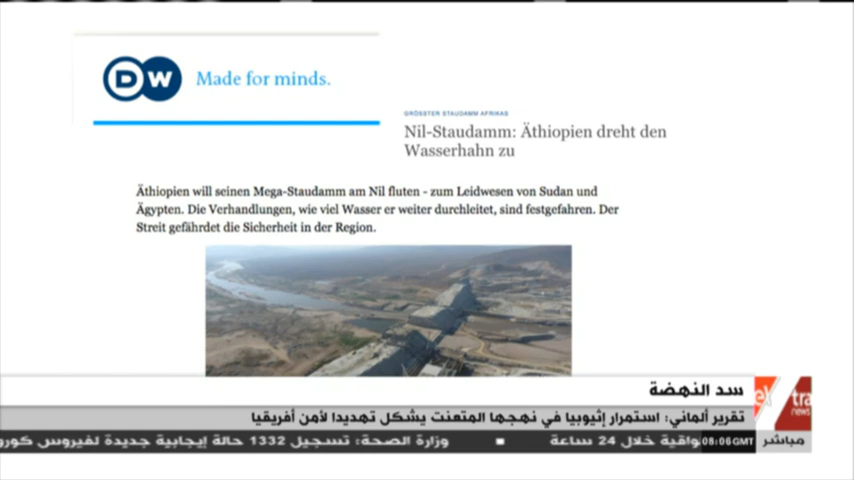 DW Made for minds.
GRÖSSTER STAUDAMM AFRIKAS
Nil-Staudamm: Äthiopien dreht den
Wasserhahn zu
Äthiopien will seinen Mega-Staudamm am Nil fluten - zum Leidwesen von Sudan und
Ägypten. Die Verhandlungen, wie viel Wasser er weiter durchleitet, sind festgefahren. Der
Streit gefährdet die Sicherheit in der Region.
سد النهضة
تقرير ألماني: استمرار إثيوبيا في نهجها المتعنت يشكل تهديدا لأمن أفريقيا
tra
news
مباشر
08:06GMT
واقية خلال 24 ساعة ■ وزارة الصحة: تسجيل 1332 حالة إيجابية جديدة لفيروس كورو